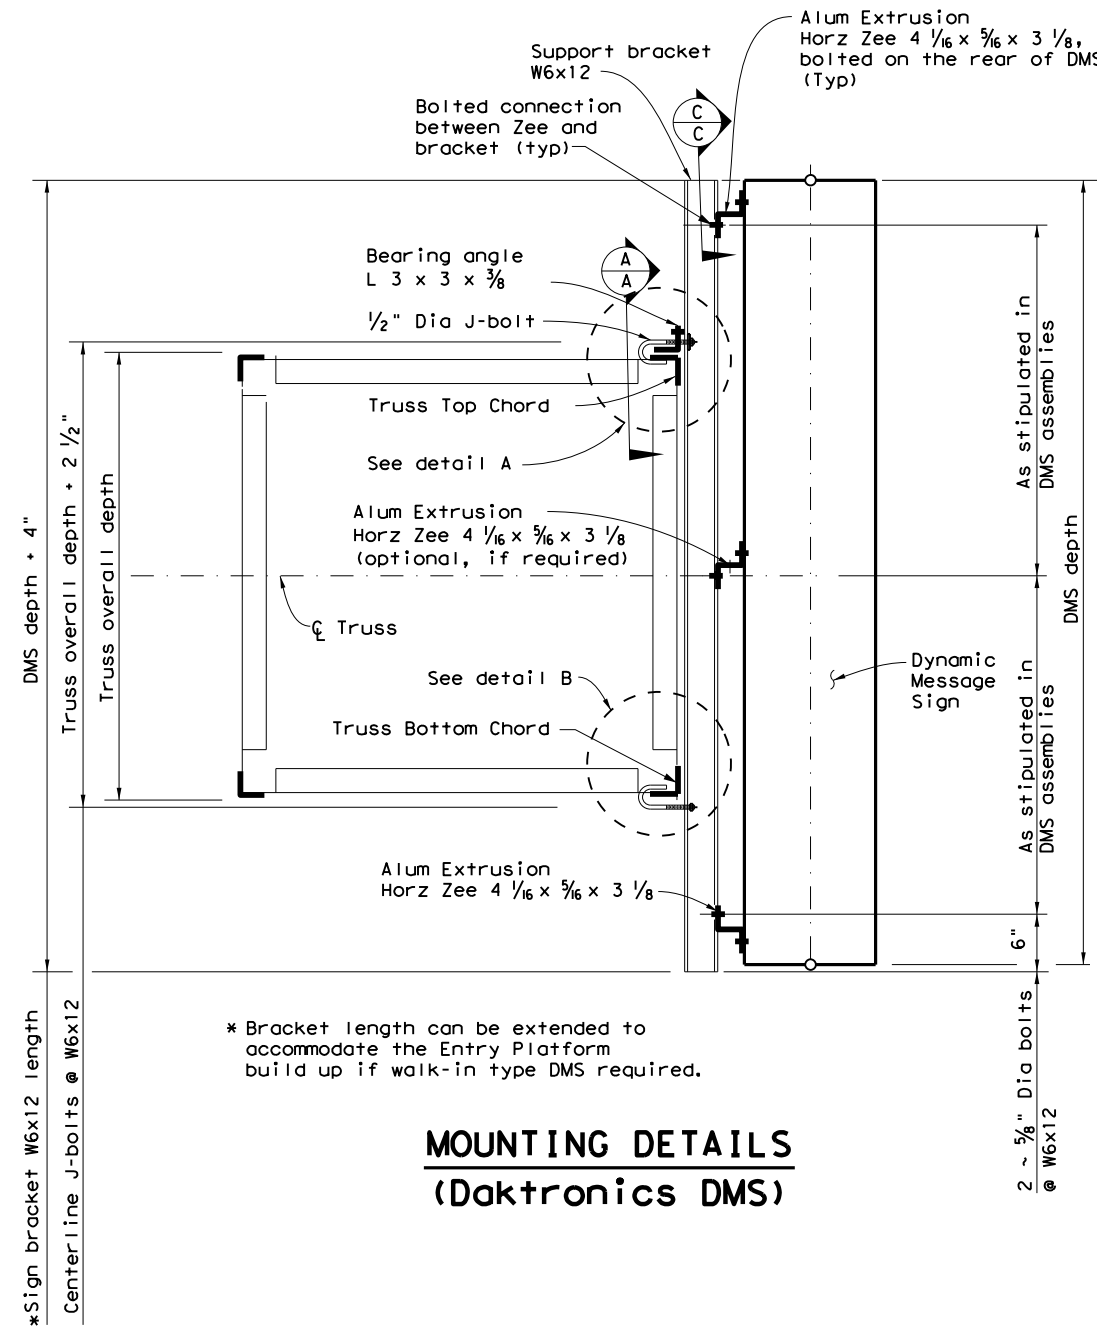 Alum Extrusion
Horz Zee 4 1/16 x 5/16 x 3 1/8,
bolted on the rear of DMS
(Typ)
Support bracket
W6x12
Bolted connection
between Zee and
bracket (typ)
C
C
Bearing angle
L 3 x 3 x 3/8
A
A
1/2" Dia J-bolt
Truss Top Chord
See detail A
Alum Extrusion
Horz Zee 4 1/16 x 5/16 x 3 1/8
(optional, if required)
℄ Truss
See detail B
Truss Bottom Chord
Dynamic
Message
Sign
Alum Extrusion
Horz Zee 4 1/16 x 5/16 x 3 1/8
DMS depth + 4"
Truss overall depth + 2 1/2"
Truss overall depth
As stipulated in
DMS assemblies
DMS depth
As stipulated in
DMS assemblies
6"
2 ~ 5/8" Dia bolts
@ W6x12
*Sign bracket W6x12 length
Centerline J-bolts @ W6x12
* Bracket length can be extended to
accommodate the Entry Platform
build up if walk-in type DMS required.
MOUNTING DETAILS
(Daktronics DMS)